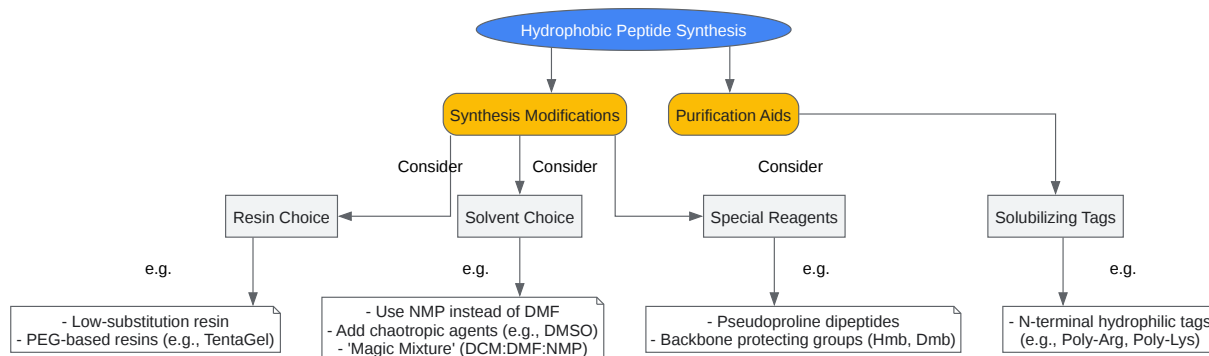 Hydrophobic Peptide Synthesis
Synthesis Modifications
Purification Aids
Consider
Consider
Consider
Resin Choice
Solvent Choice
Special Reagents
Solubilizing Tags
e.g.
e.g.
e.g.
e.g.
- Low-substitution resin
- PEG-based resins (e.g., TentaGel)
- Use NMP instead of DMF
- Add chaotropic agents (e.g., DMSO)
- 'Magic Mixture' (DCM:DMF:NMP)
- Pseudoproline dipeptides
- Backbone protecting groups (Hmb, Dmb)
- N-terminal hydrophilic tags
(e.g., Poly-Arg, Poly-Lys)